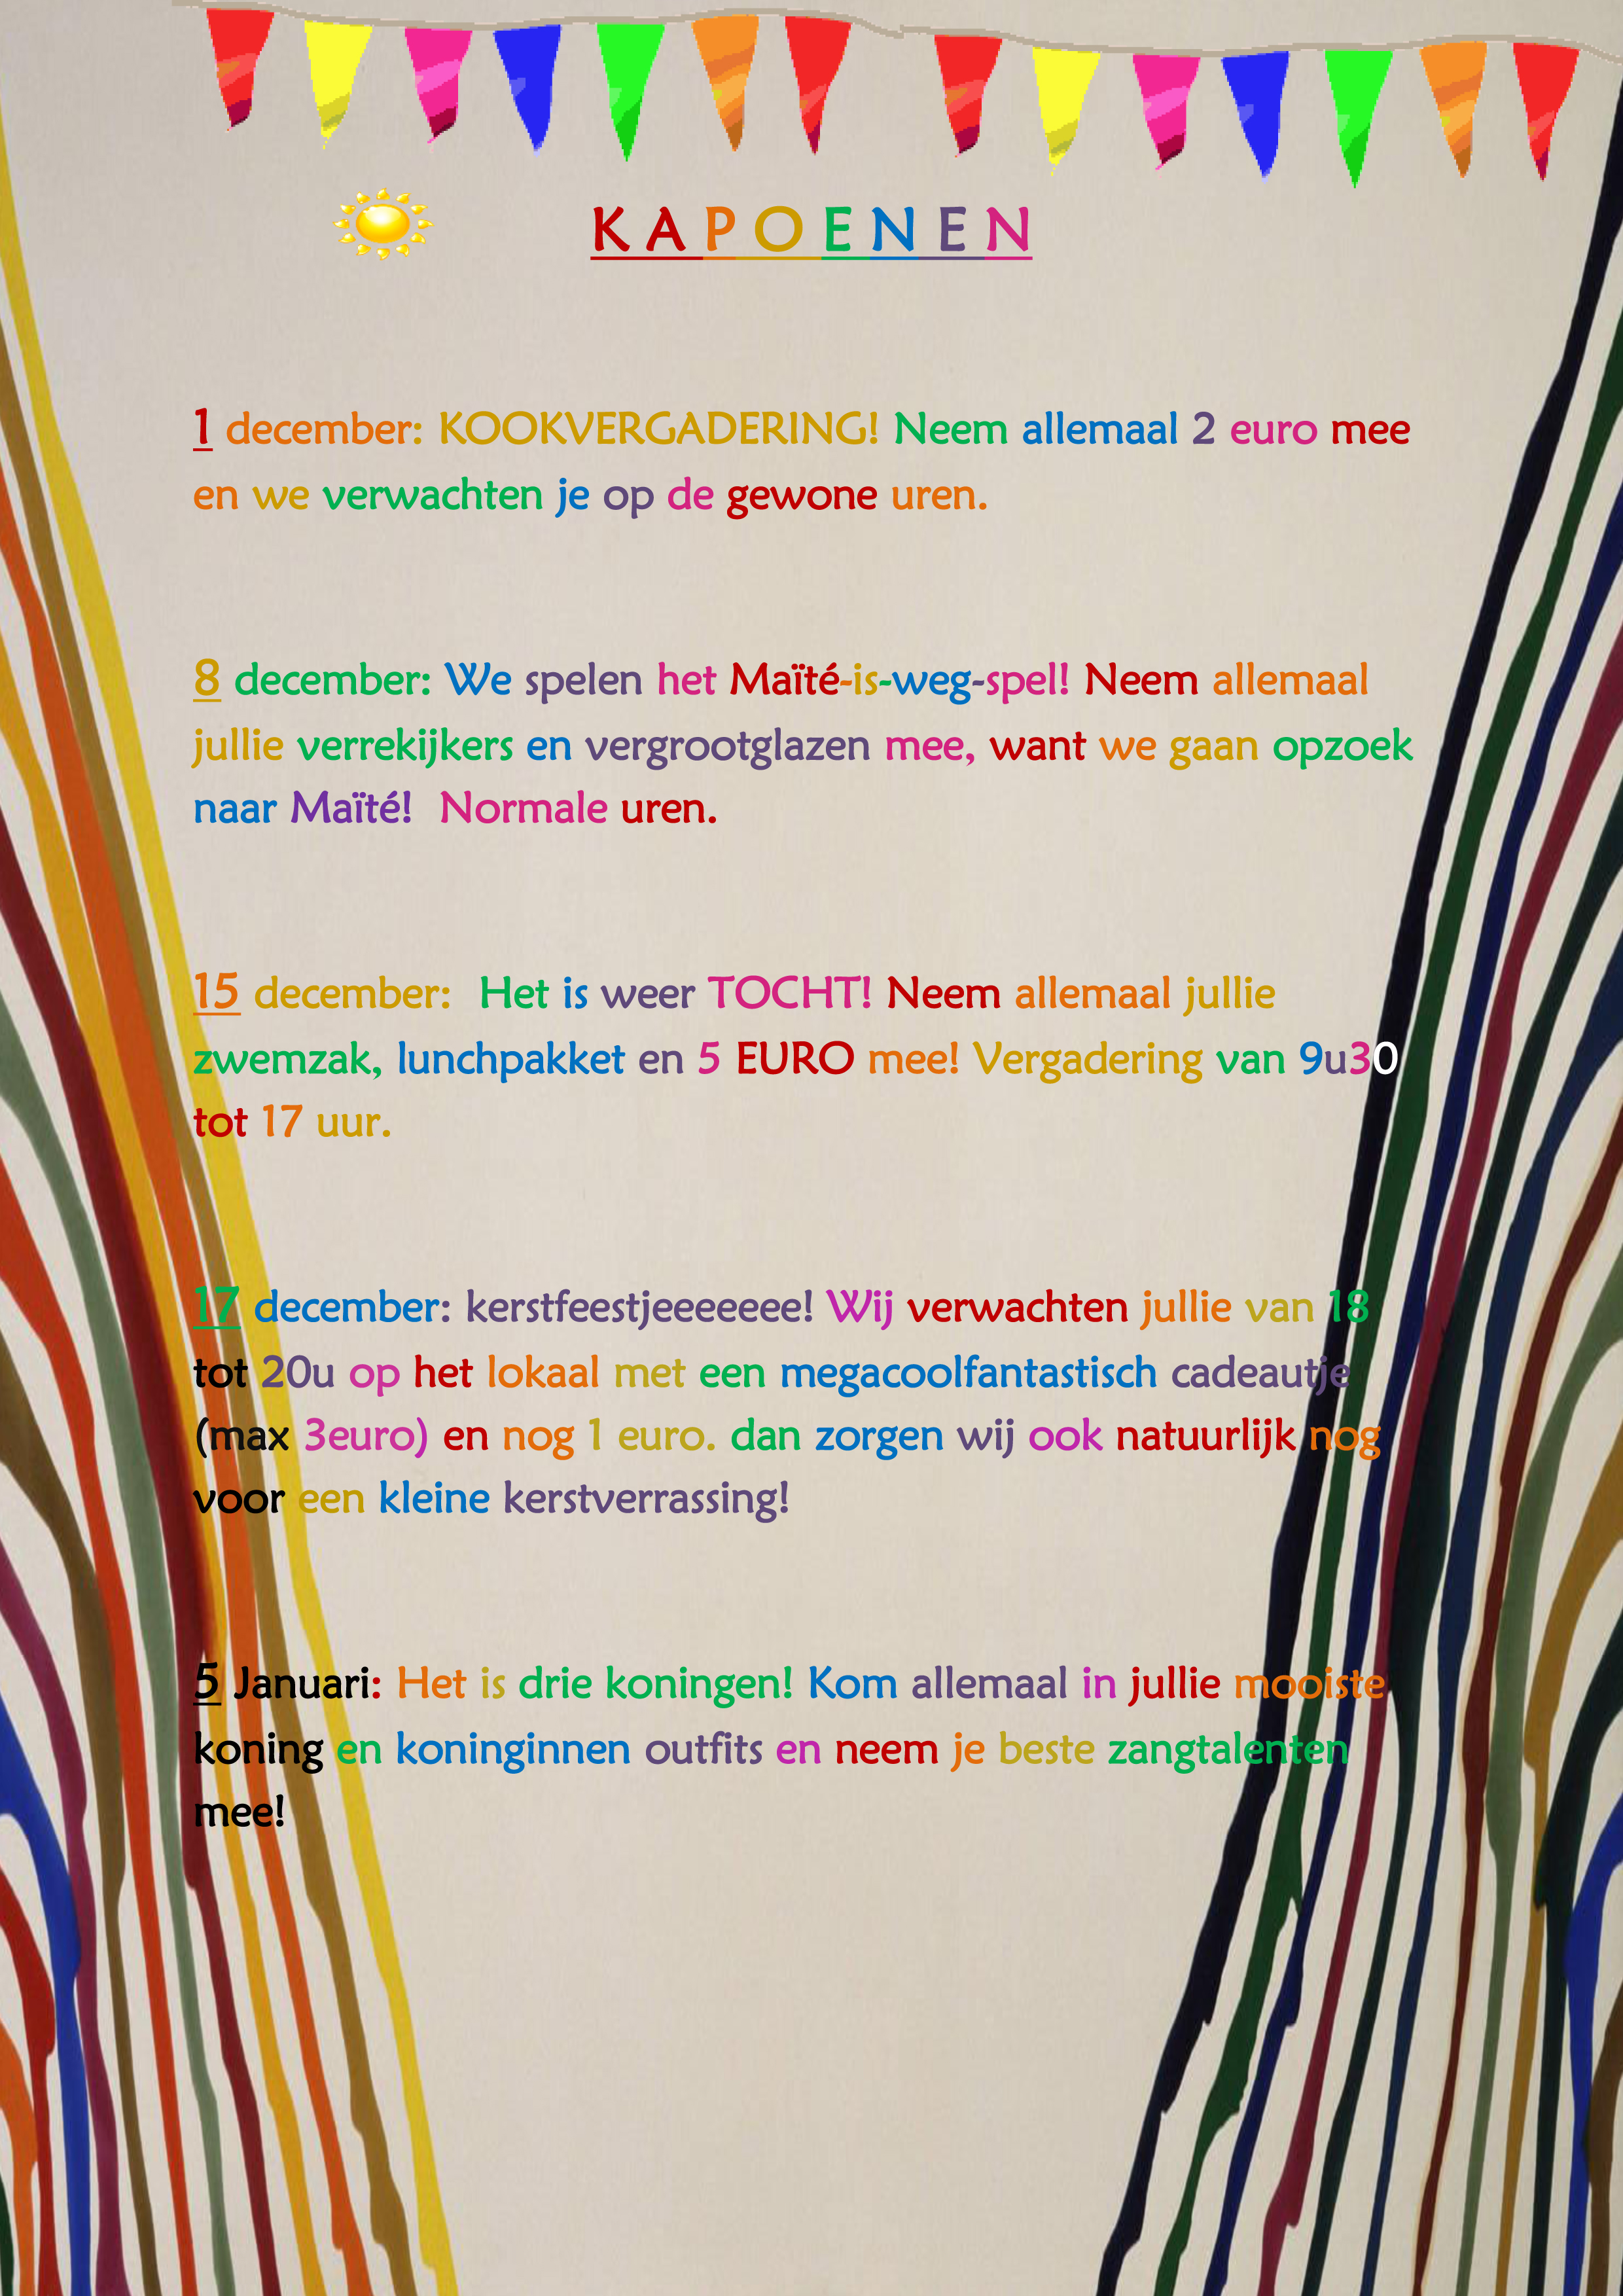 KAPOENEN
1 december: KOOKVERGADERING! Neem allemaal 2 euro mee
en we verwachten je op de gewone uren.
8 december: We spelen het Maïté-is-weg-spel! Neem allemaal
jullie verrekijkers en vergrootglazen mee, want we gaan opzoek
naar Maïté!  Normale uren.
15 december:  Het is weer TOCHT! Neem allemaal jullie
zwemzak, lunchpakket en 5 EURO mee! Vergadering van 9u30
tot 17 uur.
17 december: kerstfeestjeeeeeee! Wij verwachten jullie van 18
tot 20u op het lokaal met een megacoolfantastisch cadeautje
(max 3euro) en nog 1 euro. dan zorgen wij ook natuurlijk nog
voor een kleine kerstverrassing!
5 Januari: Het is drie koningen! Kom allemaal in jullie mooiste
koning en koninginnen outfits en neem je beste zangtalenten
mee!